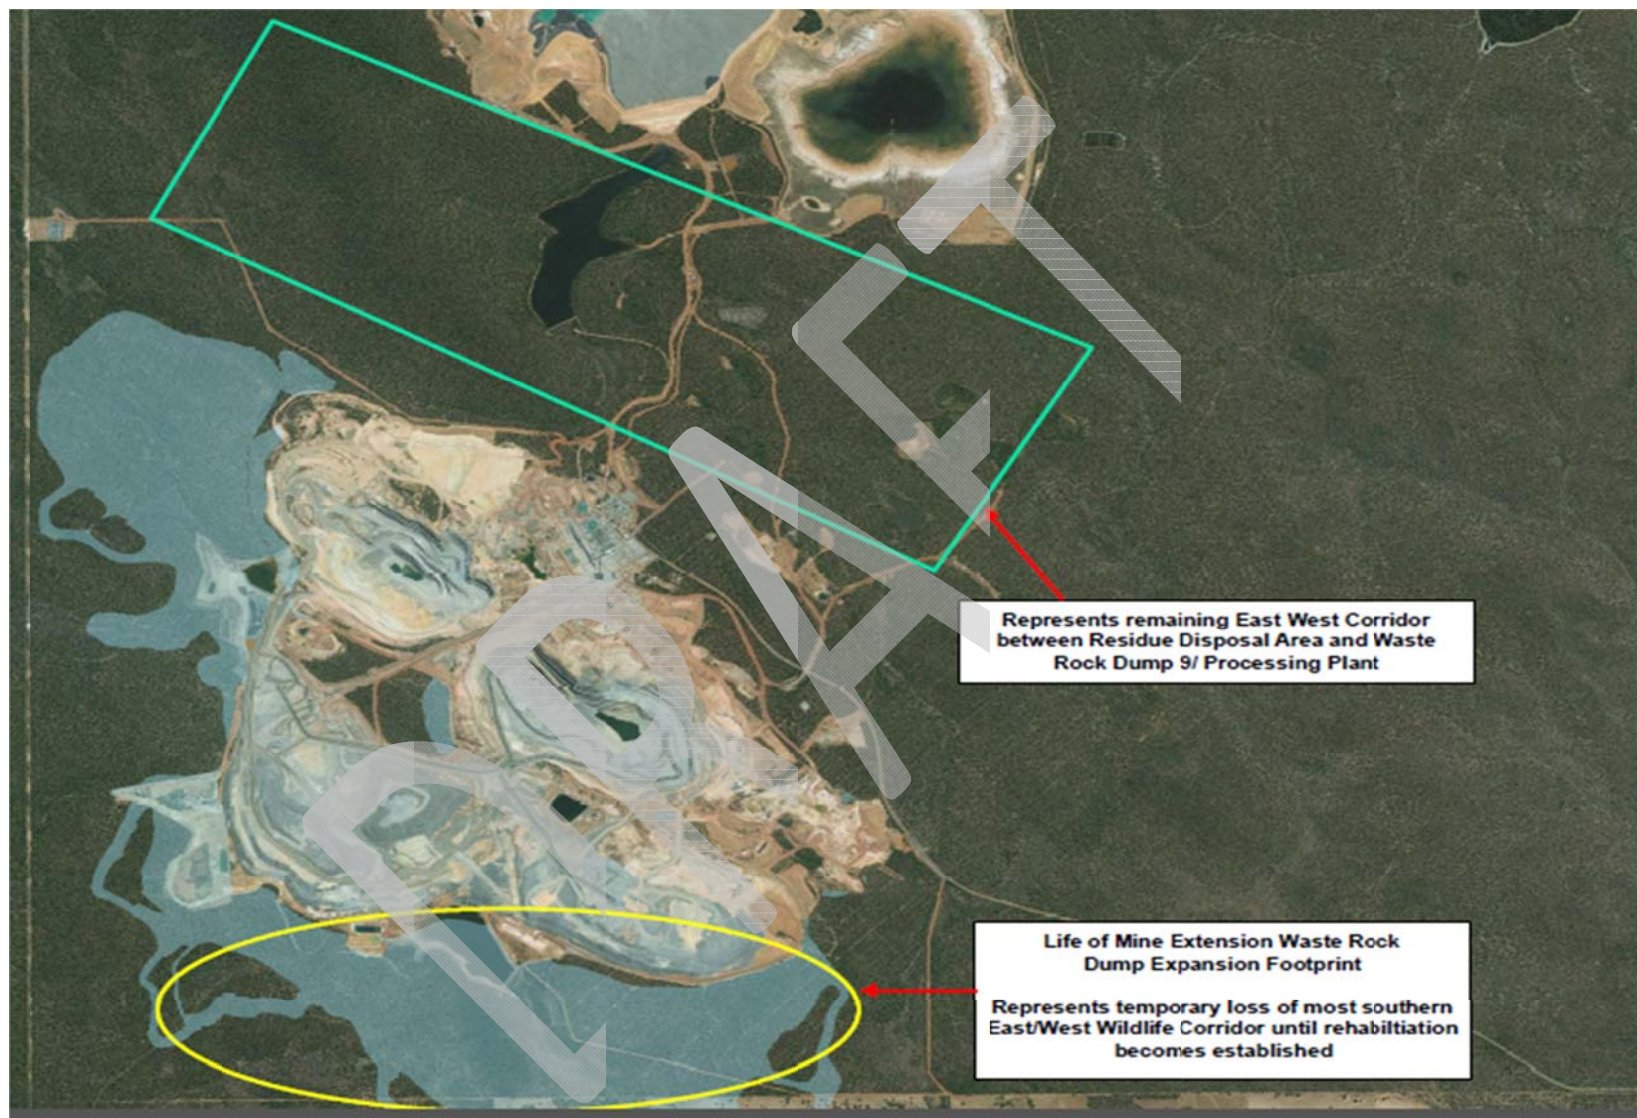 DRAFT
Represents remaining East West Corridor
between Residue Disposal Area and Waste
Rock Dump 9/ Processing Plant
Life of Mine Extension Waste Rock
Dump Expansion Footprint
Represents temporary loss of most southern
East/West Wildlife Corridor until rehabiltiation
becomes established